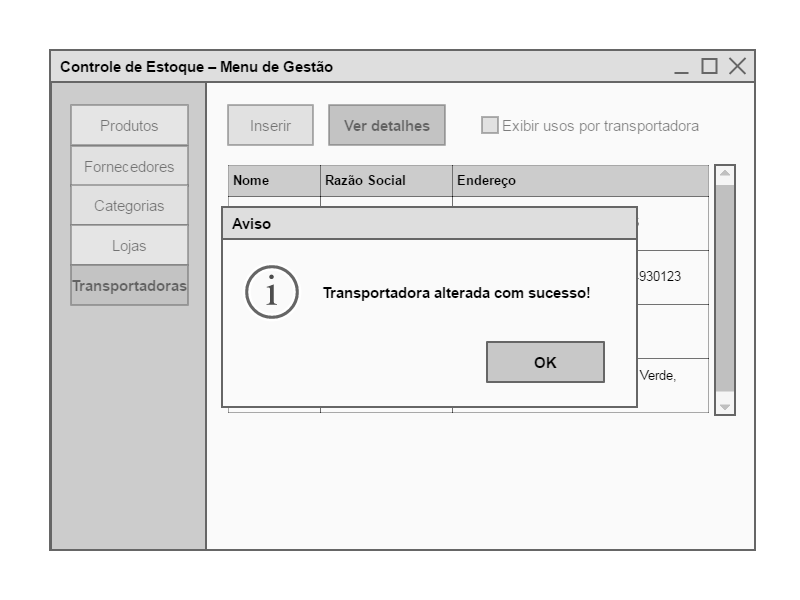 Controle de Estoque – Menu de Gestão
Produtos
Fornecedores
Categorias
Lojas
Transportadoras
Inserir
Ver detalhes
Exibir usos por transportadora
Nome
Razão Social
Endereço
Aviso
930123
Transportadora alterada com sucesso!
OK
Verde,